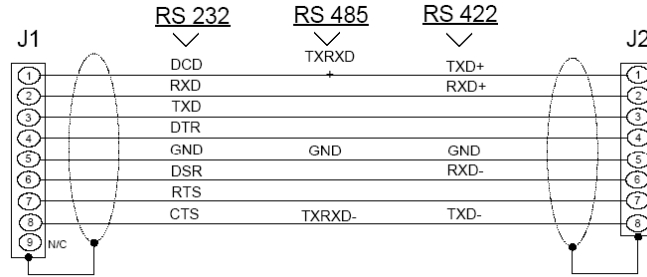 RS 232 RS 485 RS 422
J1 J2
DCD TXRXD + TXD+
RXD RXD+
TXD
DTR
GND GND GND
DSR RXD-
RTS
CTS TXRXD- TXD-
1 1
2 2
3 3
4 4
5 5
6 6
7 7
8 8
9 N/C